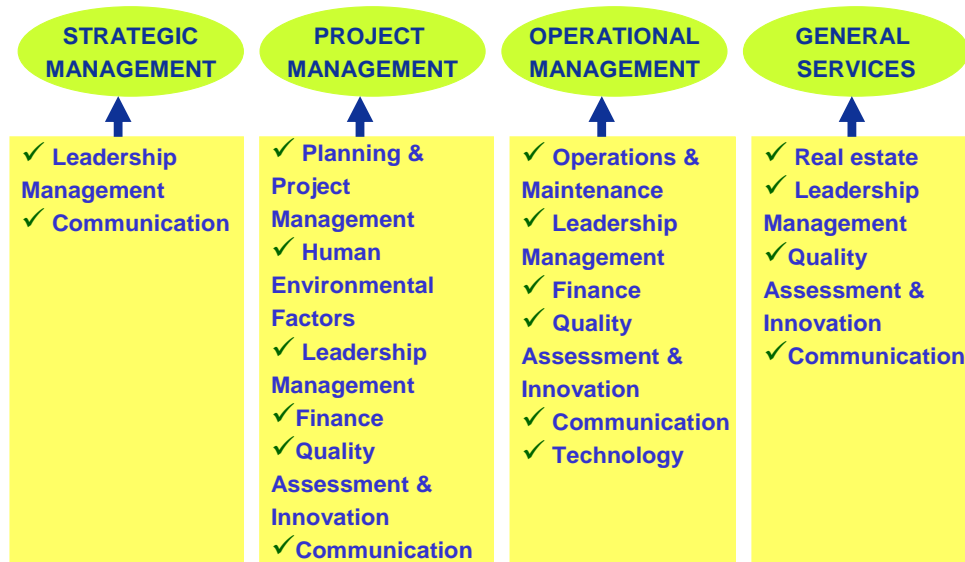 STRATEGIC
MANAGEMENT
PROJECT
MANAGEMENT
OPERATIONAL
MANAGEMENT
GENERAL
SERVICES
✓ Leadership
Management
✓ Communication
✓ Planning &
Project
Management
✓ Human
Environmental
Factors
✓ Leadership
Management
✓Finance
✓Quality
Assessment &
Innovation
✓Communication
✓ Operations &
Maintenance
✓ Leadership
Management
✓ Finance
✓ Quality
Assessment &
Innovation
✓ Communication
✓ Technology
✓ Real estate
✓ Leadership
Management
✓Quality
Assessment &
Innovation
✓Communication